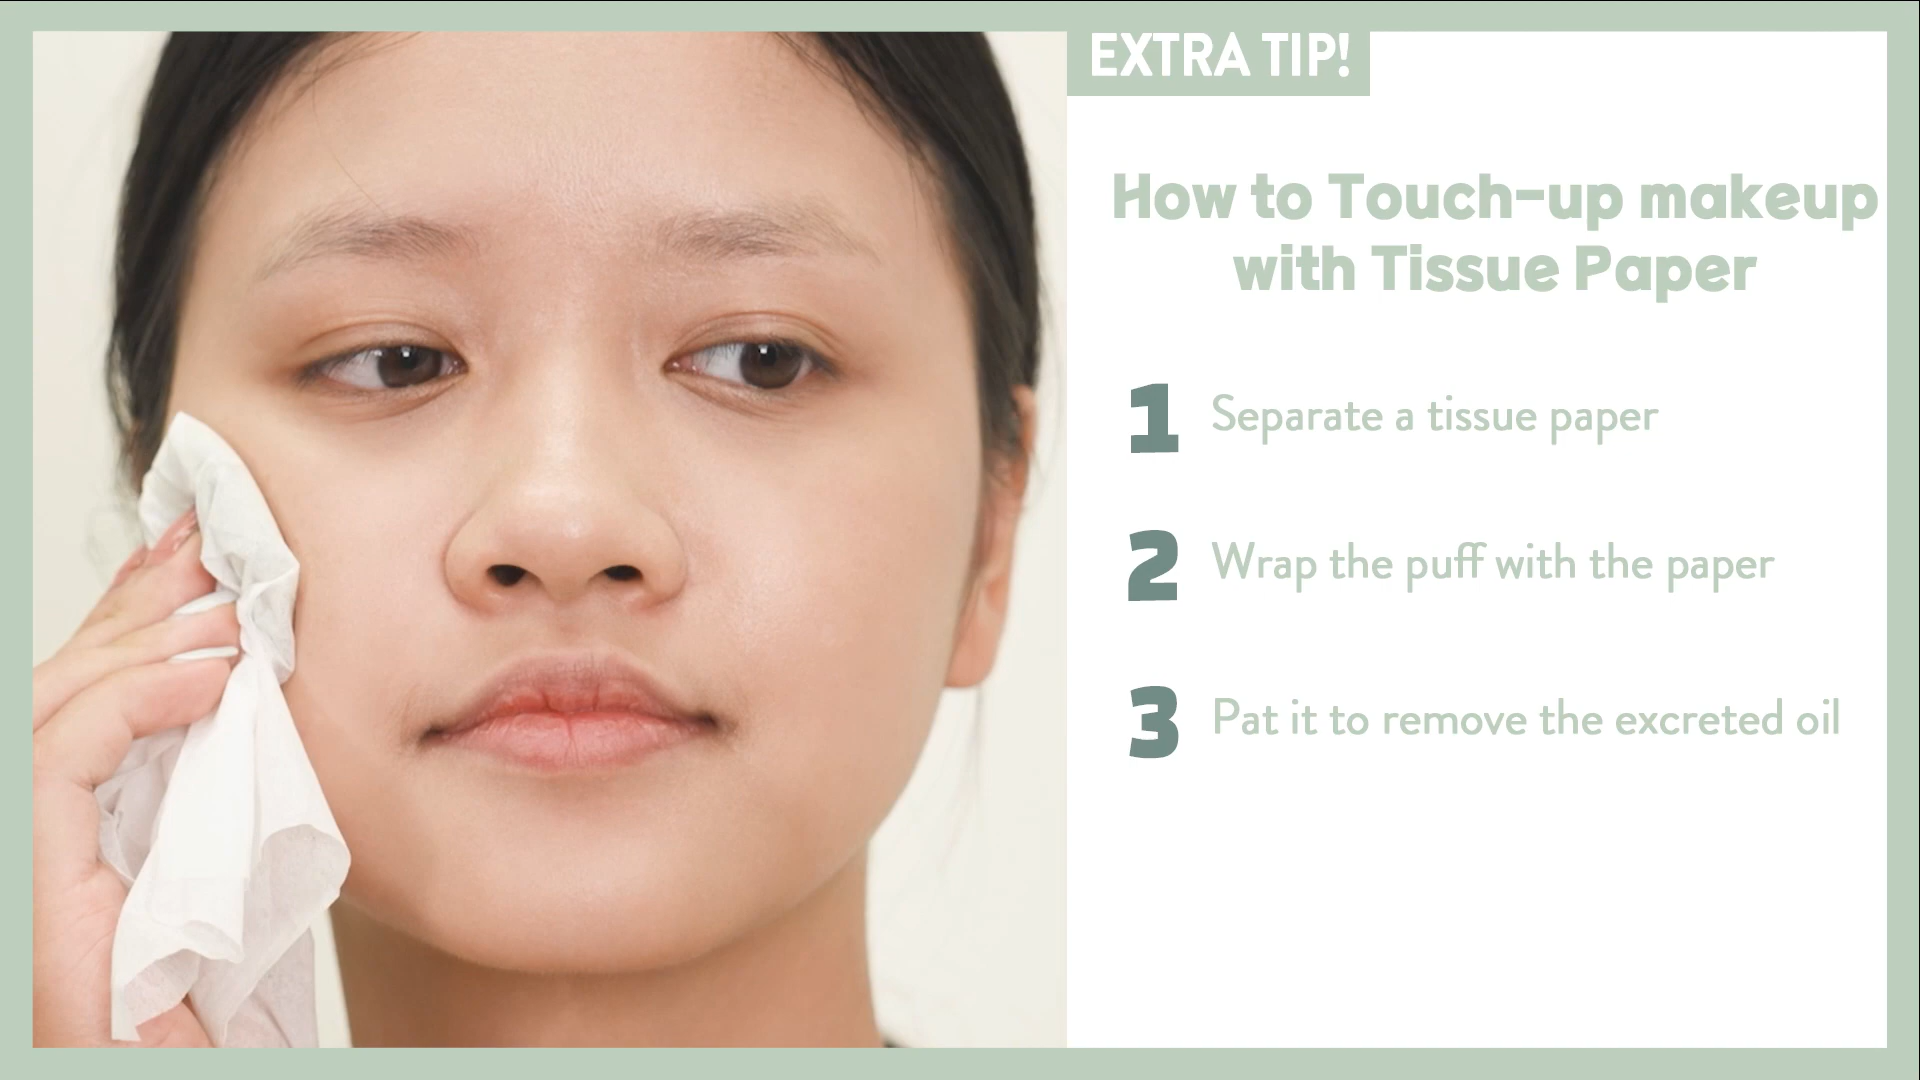 EXTRA TIP!
How to Touch-up makeup
with Tissue Paper
1 Separate a tissue paper
2 Wrap the puff with the paper
3 Pat it to remove the excreted oil